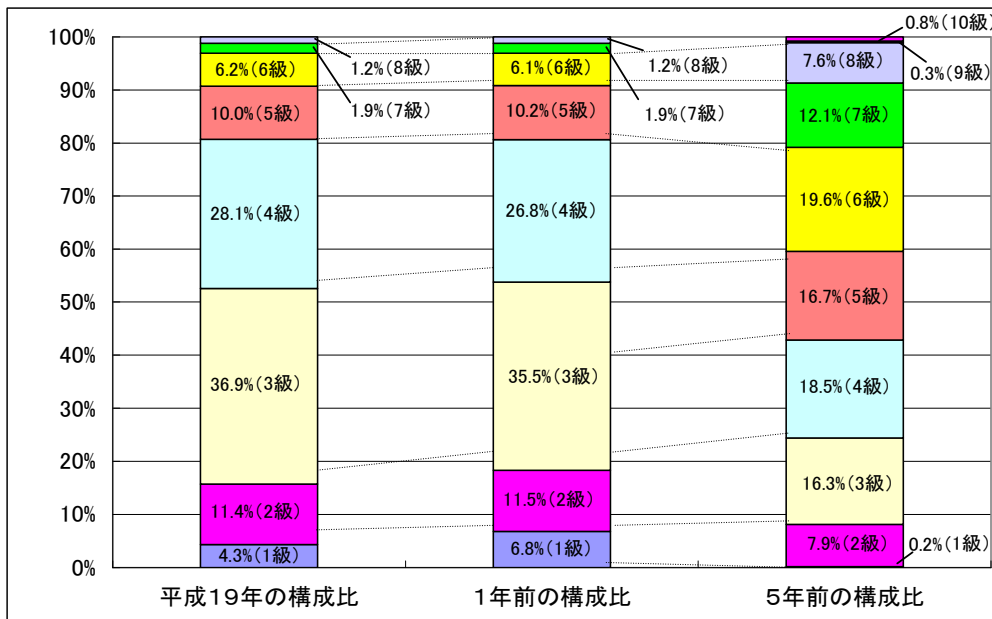 100%
90%
80%
70%
60%
50%
40%
30%
20%
10%
0%
6.2%(6級)
1.2%(8級)
10.0%(5級)
1.9%(7級)
28.1%(4級)
36.9%(3級)
11.4%(2級)
4.3%(1級)
6.1%(6級)
1.2%(8級)
10.2%(5級)
1.9%(7級)
26.8%(4級)
35.5%(3級)
11.5%(2級)
6.8%(1級)
0.8%(10級)
7.6%(8級)
0.3%(9級)
12.1%(7級)
19.6%(6級)
16.7%(5級)
18.5%(4級)
16.3%(3級)
7.9%(2級)
0.2%(1級)
平成19年の構成比
1年前の構成比
5年前の構成比